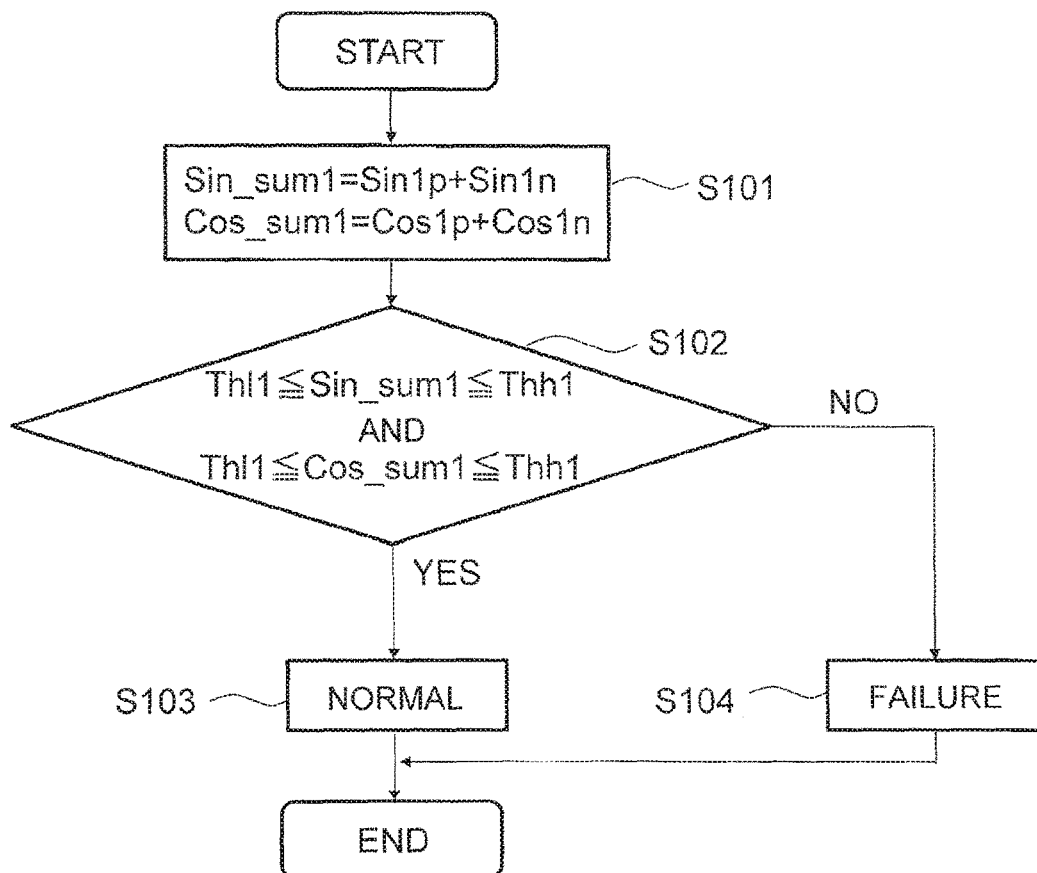 START
Sin_sum1=Sin1p+Sin1n
Cos_sum1=Cos1p+Cos1n
S101
S102
Thl1≦Sin_sum1≦Thh1
AND
Thl1≦Cos_sum1≦Thh1
NO
YES
S103
NORMAL
S104
FAILURE
END